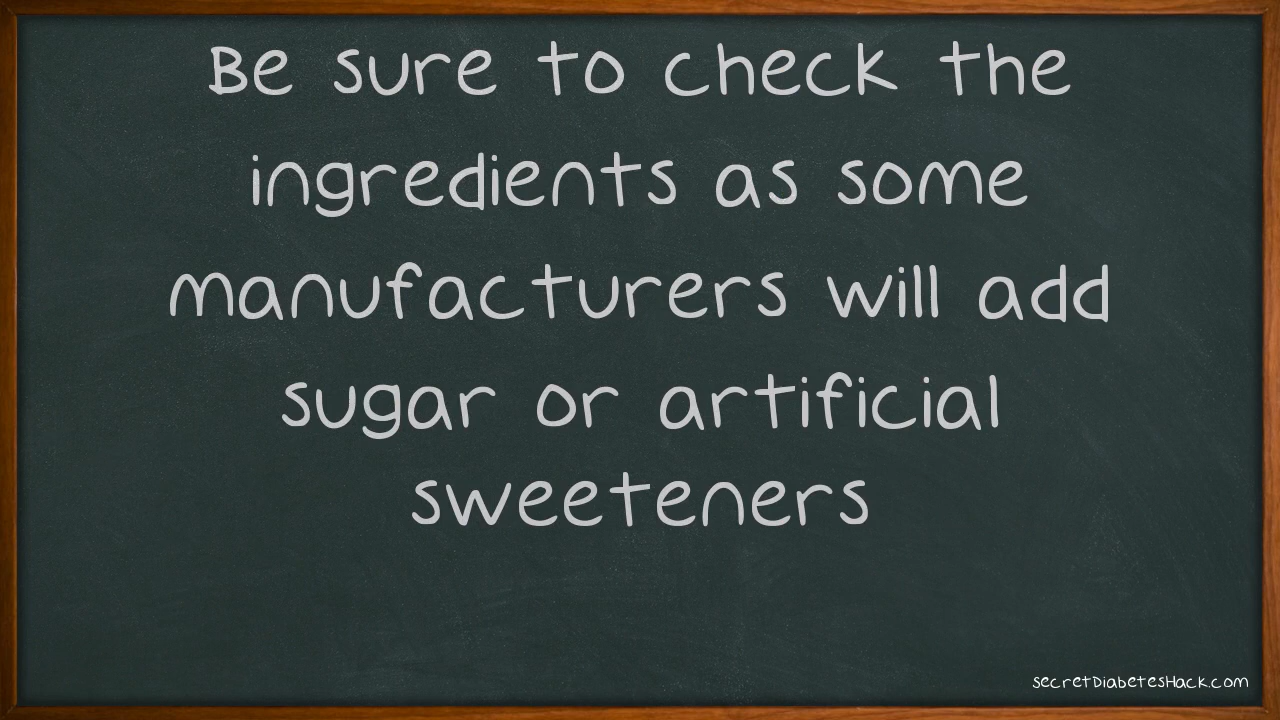 Be sure to check the
ingredients as some
manufacturers will add
sugar or artificial
sweeteners
secretDiabetesHack.com